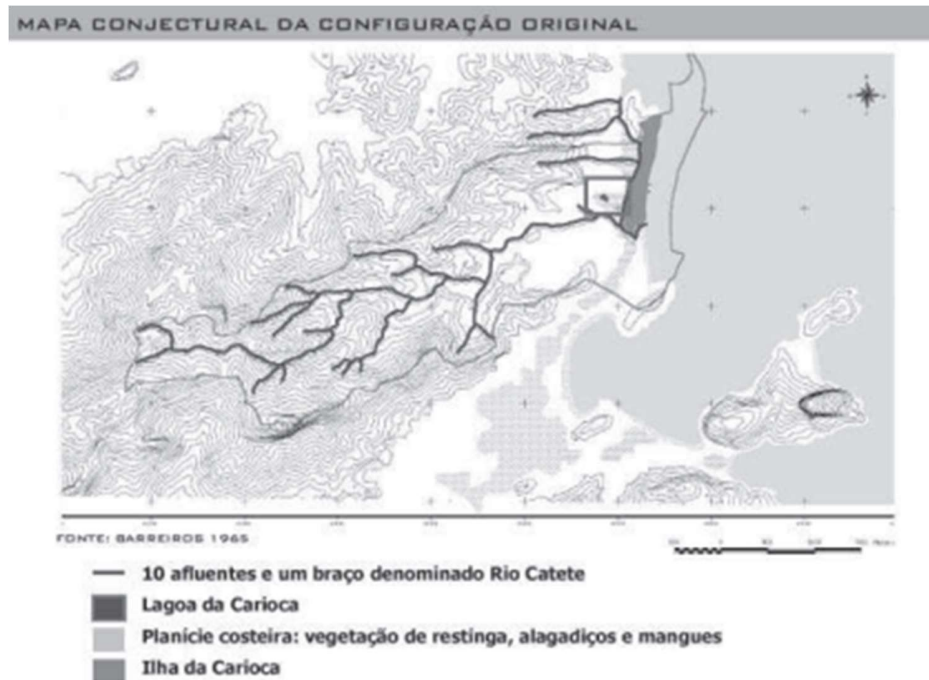 MAPA CONJECTURAL DA CONFIGURAÇÃO ORIGINAL
FONTE: BARREIROS 1965
10 afluentes e um braço denominado Rio Catete
Lagoa da Carioca
Planície costeira: vegetação de restinga, alagadiços e mangues
Ilha da Carioca